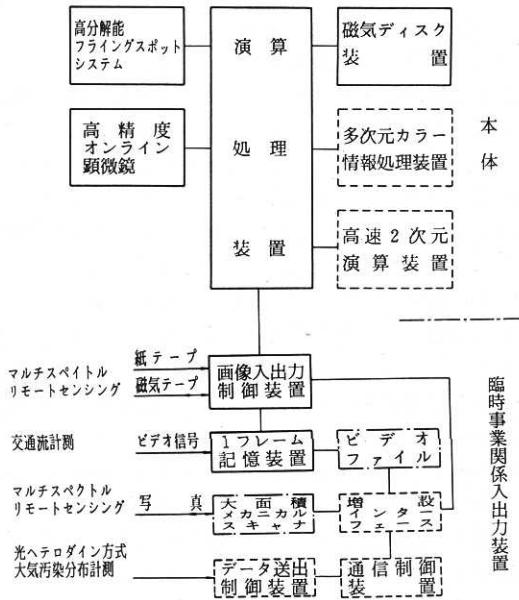 高分解能
フライングスポット
システム
演算
処理
装置
磁気ディスク
装置
高精度
オンライン
顕微鏡
多次元カラー
情報処理装置
高速2次元
演算装置
本体
マルチスペイトル
リモートセンシング
紙テープ
磁気テープ
画像入出力
制御装置
交通流計測
ビデオ信号
1フレーム
記憶装置
ビデオ
ファイル
マルチスペクトル
リモートセンシング
写真
大面積
メカニカル
スキャナ
増設
インター
フェース
光ヘテロダイン方式
大気汚染分布計測
データ送出
制御装置
通信制御
装置
臨時事業関係入出力装置